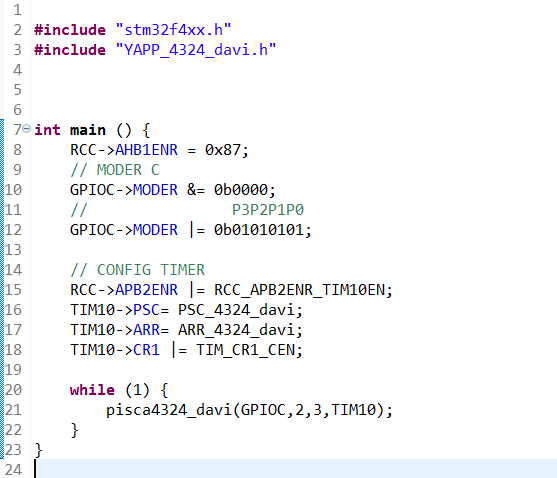 1
2 #include "stm32f4xx.h"
3 #include "YAPP_4324_davi.h"
4
5
6
7 int main () {
8 RCC->AHB1ENR = 0x87;
9 // MODER C
10 GPIOC->MODER &= 0b0000;
11 // P3P2P1P0
12 GPIOC->MODER |= 0b01010101;
13
14 // CONFIG TIMER
15 RCC->APB2ENR |= RCC_APB2ENR_TIM10EN;
16 TIM10->PSC= PSC_4324_davi;
17 TIM10->ARR= ARR_4324_davi;
18 TIM10->CR1 |= TIM_CR1_CEN;
19
20 while (1) {
21 pisca4324_davi(GPIOC,2,3,TIM10);
22 }
23 }
24